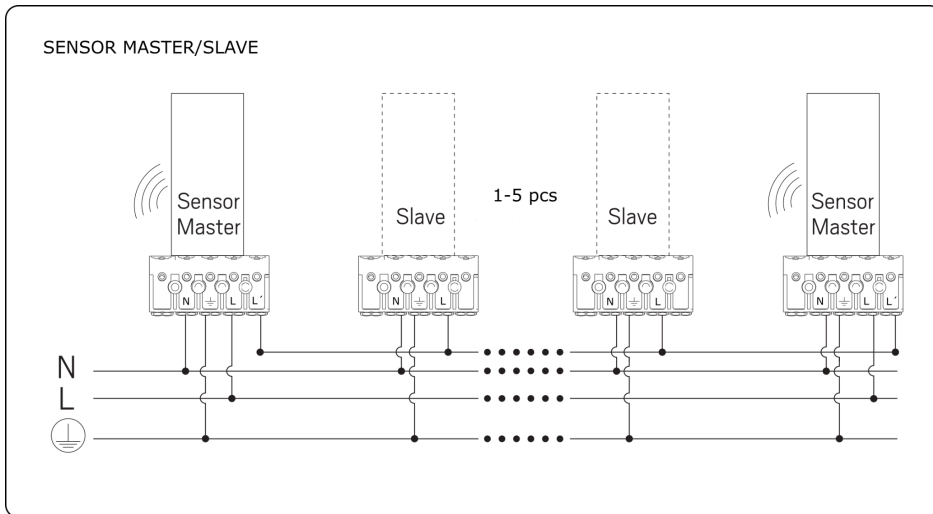 SENSOR MASTER/SLAVE
Sensor
Master
Slave
1-5 pcs
Slave
Sensor
Master
N L L´
N L
N L
N L L´
N
L